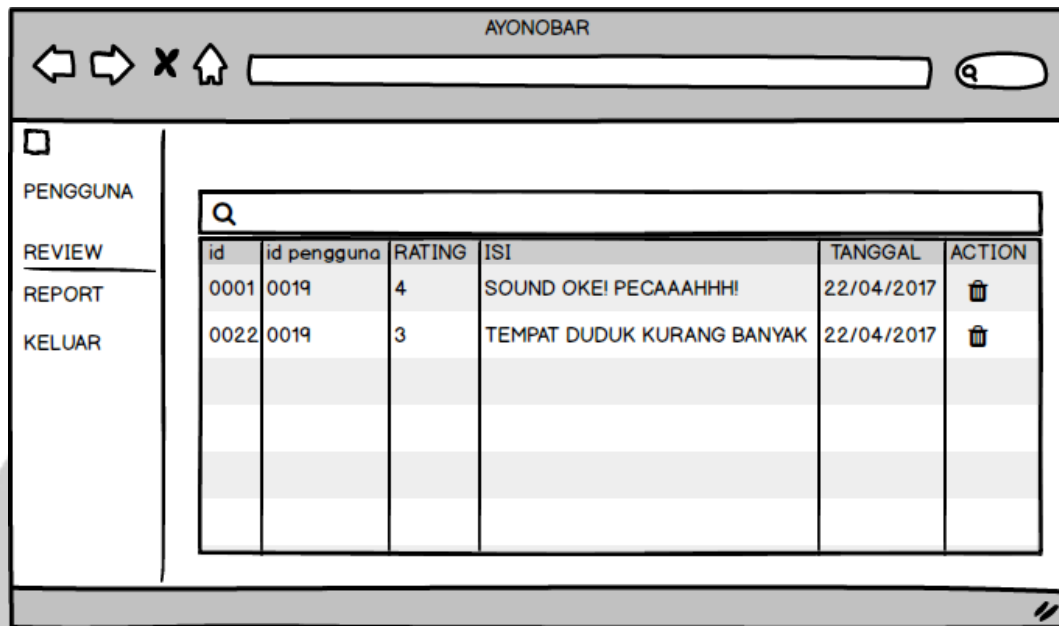 AYONOBAR
PENGGUNA
REVIEW
REPORT
KELUAR
id id pengguna RATING ISI TANGGAL ACTION
0001 0019 4 SOUND OKE! PECAAAHHH! 22/04/2017
0022 0019 3 TEMPAT DUDUK KURANG BANYAK 22/04/2017